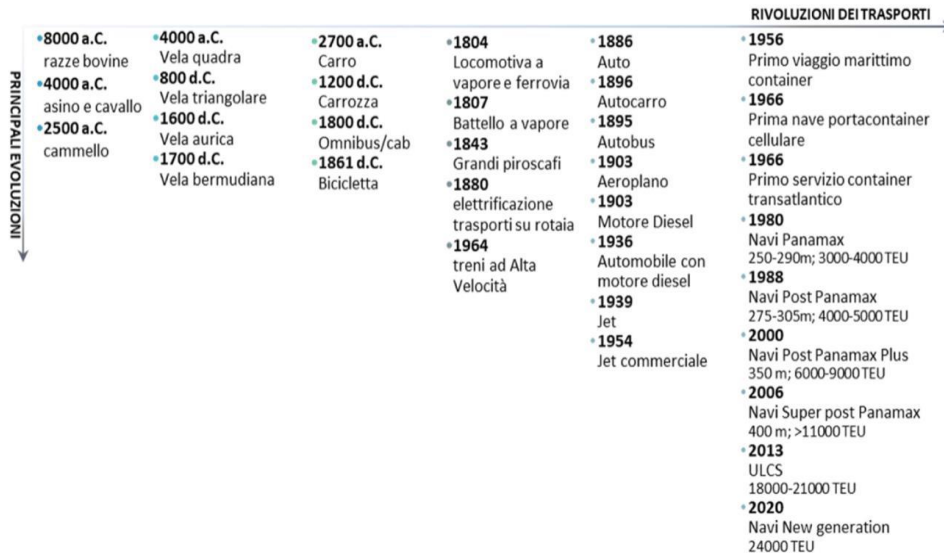 RIVOLUZIONI DEI TRASPORTI
PRINCIPALI EVOLUZIONI
•8000 a.C.
razze bovine
•4000 a.C.
asino e cavallo
•2500 a.C.
cammello
•4000 a.C.
Vela quadra
•800 d.C.
Vela triangolare
•1600 d.C.
Vela aurica
•1700 d.C.
Vela bermudiana
•2700 a.C.
Carro
•1200 d.C.
Carrozza
•1800 d.C.
Omnibus/cab
•1861 d.C.
Bicicletta
•1804
Locomotiva a
vapore e ferrovia
•1807
Battello a vapore
•1843
Grandi piroscafi
•1880
elettrificazione
trasporti su rotaia
•1964
treni ad Alta
Velocità
•1886
Auto
•1896
Autocarro
•1895
Autobus
•1903
Aeroplano
•1903
Motore Diesel
•1936
Automobile con
motore diesel
•1939
Jet
•1954
Jet commerciale
•1956
Primo viaggio marittimo
container
•1966
Prima nave portacontainer
cellulare
•1966
Primo servizio container
transatlantico
•1980
Navi Panamax
250-290m; 3000-4000 TEU
•1988
Navi Post Panamax
275-305m; 4000-5000 TEU
•2000
Navi Post Panamax Plus
350 m; 6000-9000 TEU
•2006
Navi Super post Panamax
400 m; >11000 TEU
•2013
ULCS
18000-21000 TEU
•2020
Navi New generation
24000 TEU